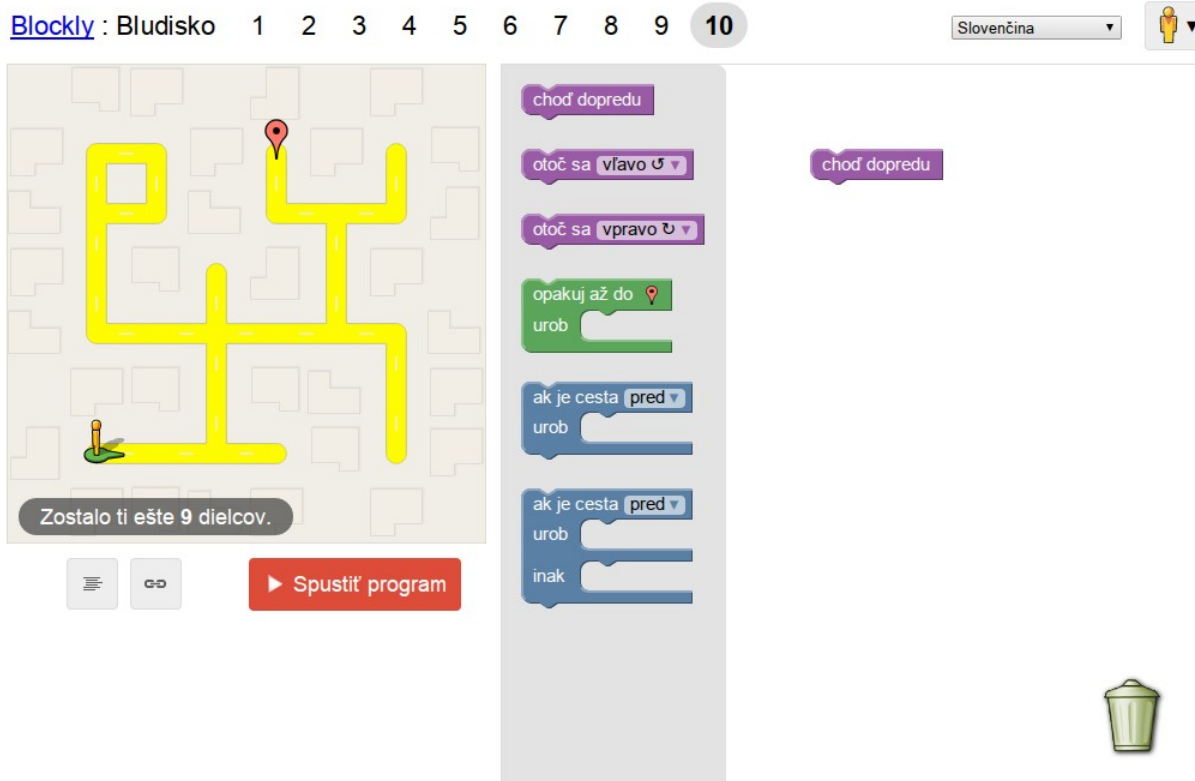 Blockly : Bludisko 1 2 3 4 5 6 7 8 9 10 Slovenčina
choď dopredu
otoč sa vľavo ↺
otoč sa vpravo ↻
opakuj až do
urob
ak je cesta pred
urob
ak je cesta pred
urob
inak
choď dopredu
Zostalo ti ešte 9 dielcov.
Spustiť program